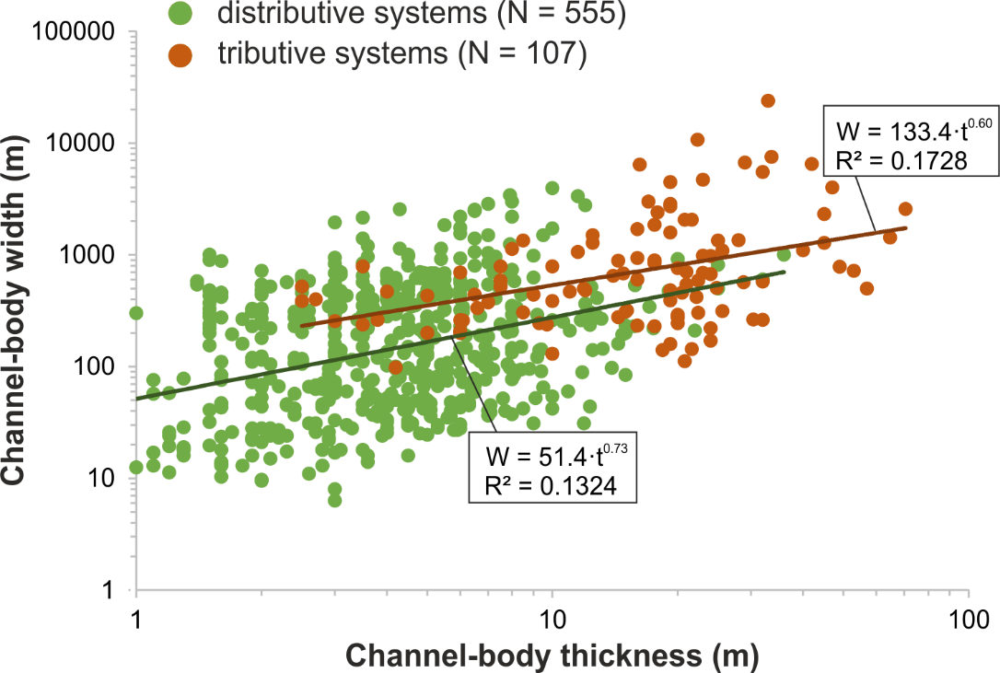 distributive systems (N = 555)
tributive systems (N = 107)
100000
10000
1000
100
10
1
Channel-body width (m)
W = 133.4·t^0.60
R² = 0.1728
W = 51.4·t^0.73
R² = 0.1324
1
10
100
Channel-body thickness (m)